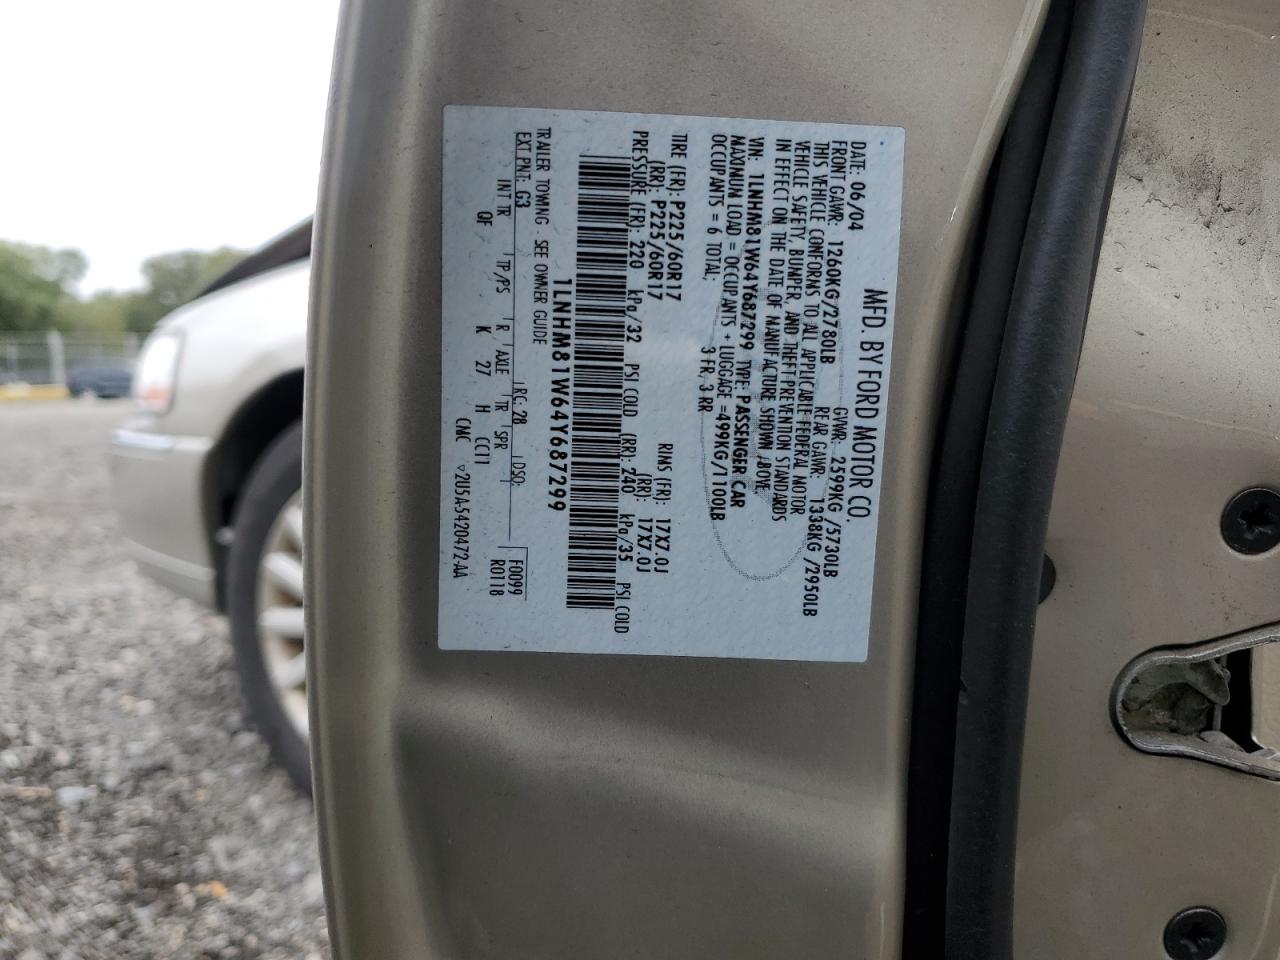 MFD. BY FORD MOTOR CO.
DATE: 06/04 GVWR: 2599KG/5730LB
FRONT GAWR: 1260KG/2780LB REAR GAWR: 1338KG/2950LB
THIS VEHICLE CONFORMS TO ALL APPLICABLE FEDERAL MOTOR
VEHICLE SAFETY, BUMPER, AND THEFT PREVENTION STANDARDS
IN EFFECT ON THE DATE OF MANUFACTURE SHOWN ABOVE
VIN: 1LNHM81W64Y687299 TYPE: PASSENGER CAR
MAXIMUM LOAD = OCCUPANTS + LUGGAGE =499KG/1100LB
OCCUPANTS = 6 TOTAL: 3 FR, 3 RR
TIRE (FR): P225/60R17 RIMS (FR): 17X7.0J
(RR): P225/60R17 (RR): 17X7.0J
PRESSURE (FR): 220 kPa/32 PSI COLD (RR): 240 kPa/35 PSI COLD
1LNHM81W64Y687299
TRAILER TOWING - SEE OWNER GUIDE
EXT PNT: G3 RC: 28 DSO: F0099
INT TR TP/PS R AXLE TR SPR R0118
QF K 27 H CC11
CNC ▽2U5A-5420472-AA